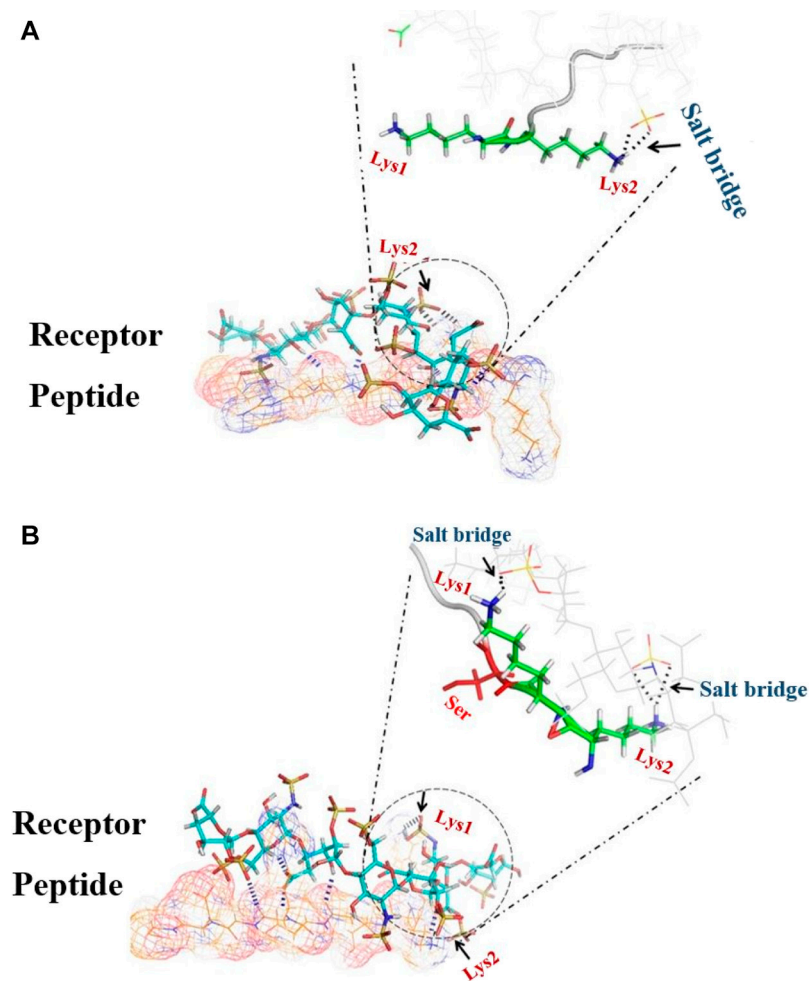 A
Lys1
Lys2
Salt bridge
Lys2
Receptor
Peptide
B
Salt bridge
Lys1
Ser
Salt bridge
Lys2
Receptor
Lys1
Peptide
Lys2